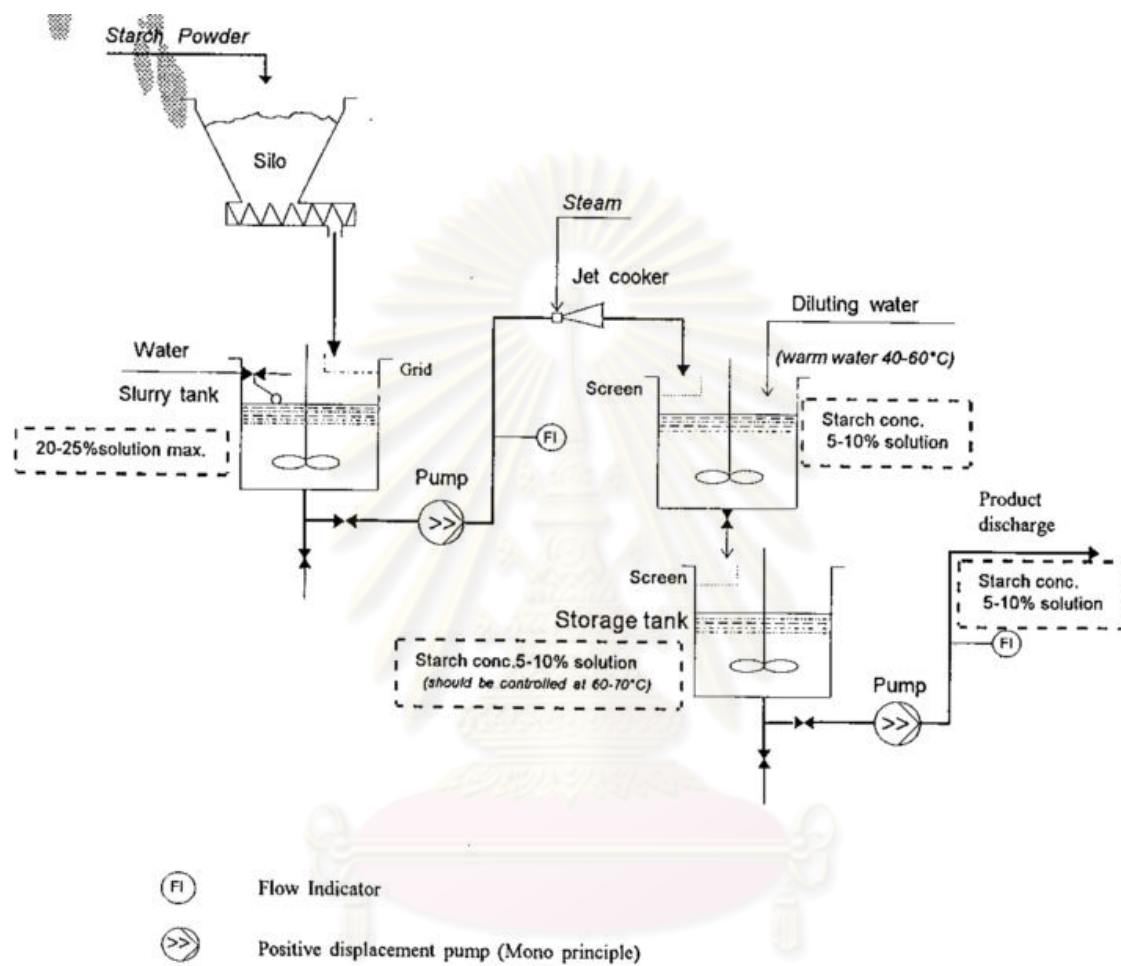 Starch Powder
Silo
Steam
Jet cooker
Diluting water
(warm water 40-60°C)
Water
Grid
Slurry tank
Screen
20-25%solution max.
Starch conc.
5-10% solution
FI
Pump
Product
discharge
Screen
Starch conc.
5-10% solution
Storage tank
Starch conc.5-10% solution
(should be controlled at 60-70°C)
FI
Pump
FI Flow Indicator
Positive displacement pump (Mono principle)